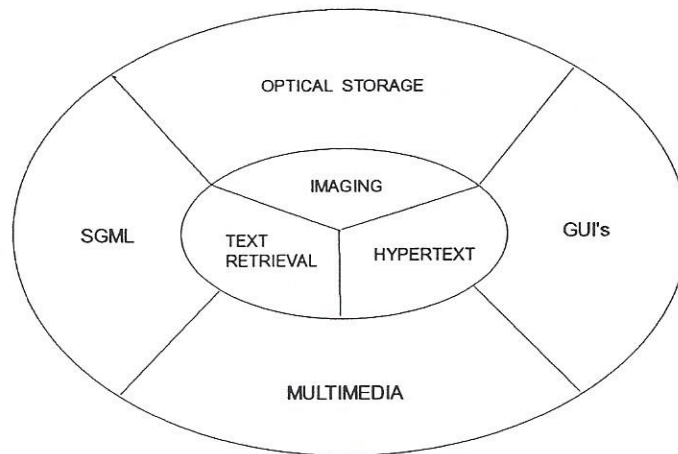 OPTICAL STORAGE
IMAGING
SGML
TEXT
RETRIEVAL
HYPERTEXT
GUI's
MULTIMEDIA